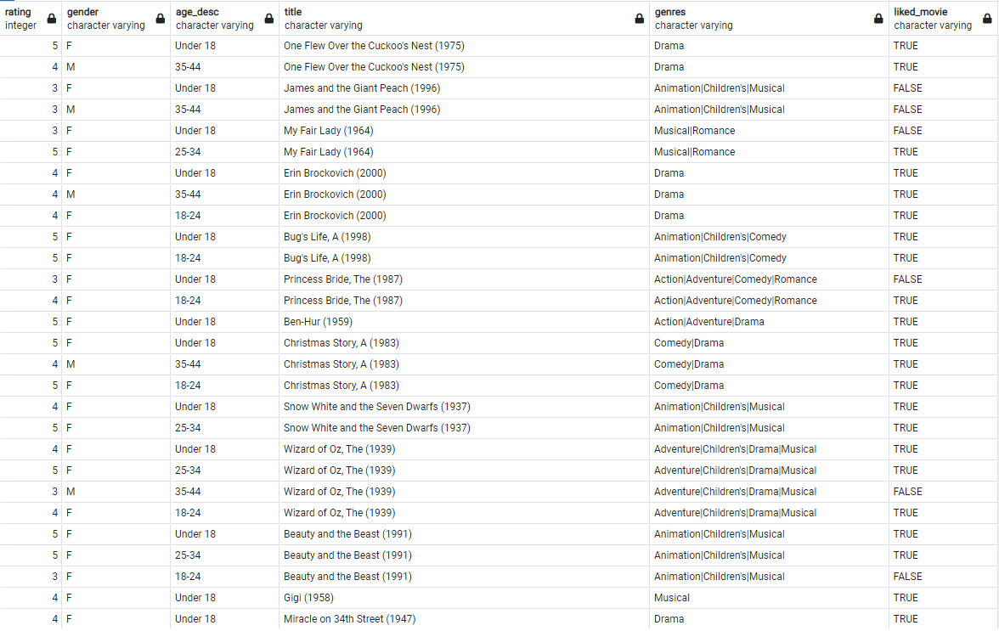 rating gender age_desc title genres liked_movie
integer character varying character varying character varying character varying character varying
5 F Under 18 One Flew Over the Cuckoo's Nest (1975) Drama TRUE
4 M 35-44 One Flew Over the Cuckoo's Nest (1975) Drama TRUE
3 F Under 18 James and the Giant Peach (1996) Animation|Children's|Musical FALSE
3 M 35-44 James and the Giant Peach (1996) Animation|Children's|Musical FALSE
3 F Under 18 My Fair Lady (1964) Musical|Romance FALSE
5 F 25-34 My Fair Lady (1964) Musical|Romance TRUE
4 F Under 18 Erin Brockovich (2000) Drama TRUE
4 M 35-44 Erin Brockovich (2000) Drama TRUE
4 F 18-24 Erin Brockovich (2000) Drama TRUE
5 F Under 18 Bug's Life, A (1998) Animation|Children's|Comedy TRUE
5 F 18-24 Bug's Life, A (1998) Animation|Children's|Comedy TRUE
3 F Under 18 Princess Bride, The (1987) Action|Adventure|Comedy|Romance FALSE
4 F 18-24 Princess Bride, The (1987) Action|Adventure|Comedy|Romance TRUE
5 F Under 18 Ben-Hur (1959) Action|Adventure|Drama TRUE
5 F Under 18 Christmas Story, A (1983) Comedy|Drama TRUE
4 M 35-44 Christmas Story, A (1983) Comedy|Drama TRUE
5 F 18-24 Christmas Story, A (1983) Comedy|Drama TRUE
4 F Under 18 Snow White and the Seven Dwarfs (1937) Animation|Children's|Musical TRUE
5 F 25-34 Snow White and the Seven Dwarfs (1937) Animation|Children's|Musical TRUE
4 F Under 18 Wizard of Oz, The (1939) Adventure|Children's|Drama|Musical TRUE
5 F 25-34 Wizard of Oz, The (1939) Adventure|Children's|Drama|Musical TRUE
3 M 35-44 Wizard of Oz, The (1939) Adventure|Children's|Drama|Musical FALSE
4 F 18-24 Wizard of Oz, The (1939) Adventure|Children's|Drama|Musical TRUE
5 F Under 18 Beauty and the Beast (1991) Animation|Children's|Musical TRUE
5 F 25-34 Beauty and the Beast (1991) Animation|Children's|Musical TRUE
3 F 18-24 Beauty and the Beast (1991) Animation|Children's|Musical FALSE
4 F Under 18 Gigi (1958) Musical TRUE
4 F Under 18 Miracle on 34th Street (1947) Drama TRUE